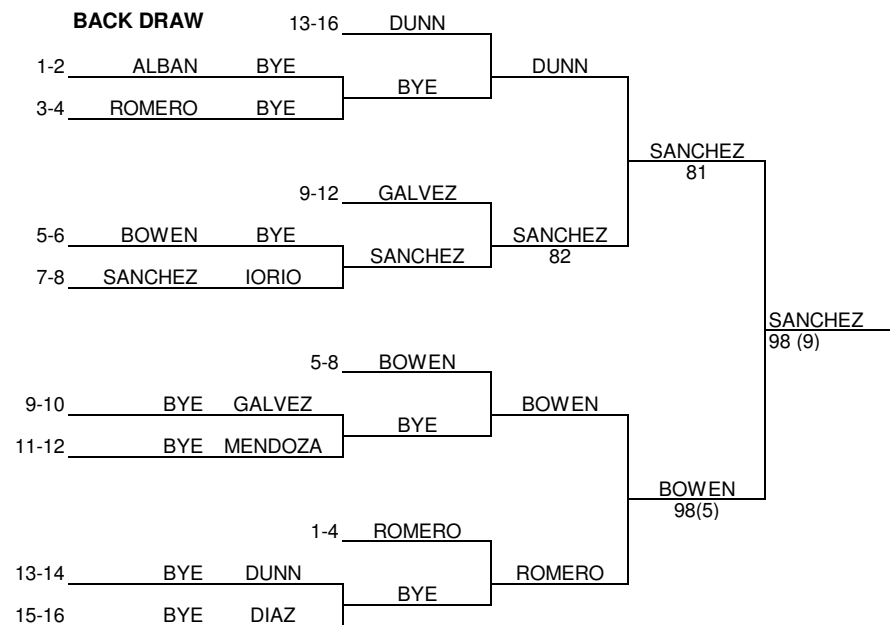 BACK DRAW
13-16 DUNN
1-2 ALBAN BYE DUNN
BYE
3-4 ROMERO BYE
SANCHEZ
81
9-12 GALVEZ
5-6 BOWEN BYE SANCHEZ
SANCHEZ 82
7-8 SANCHEZ IORIO
SANCHEZ
98 (9)
5-8 BOWEN
9-10 BYE GALVEZ BOWEN
BYE
11-12 BYE MENDOZA
BOWEN
98(5)
1-4 ROMERO
13-14 BYE DUNN ROMERO
BYE
15-16 BYE DIAZ